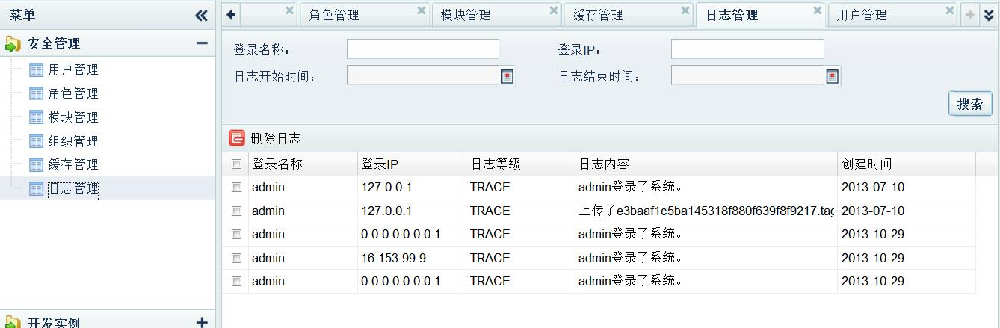 菜单
安全管理
用户管理
角色管理
模块管理
组织管理
缓存管理
日志管理
开发实例
角色管理 模块管理 缓存管理 日志管理 用户管理
登录名称： 登录IP：
日志开始时间： 日志结束时间：
搜索
删除日志
登录名称 登录IP 日志等级 日志内容 创建时间
admin 127.0.0.1 TRACE admin登录了系统。 2013-07-10
admin 127.0.0.1 TRACE 上传了e3baaf1c5ba145318f880f639f8f9217.tag 2013-07-10
admin 0:0:0:0:0:0:0:1 TRACE admin登录了系统。 2013-10-29
admin 16.153.99.9 TRACE admin登录了系统。 2013-10-29
admin 0:0:0:0:0:0:0:1 TRACE admin登录了系统。 2013-10-29